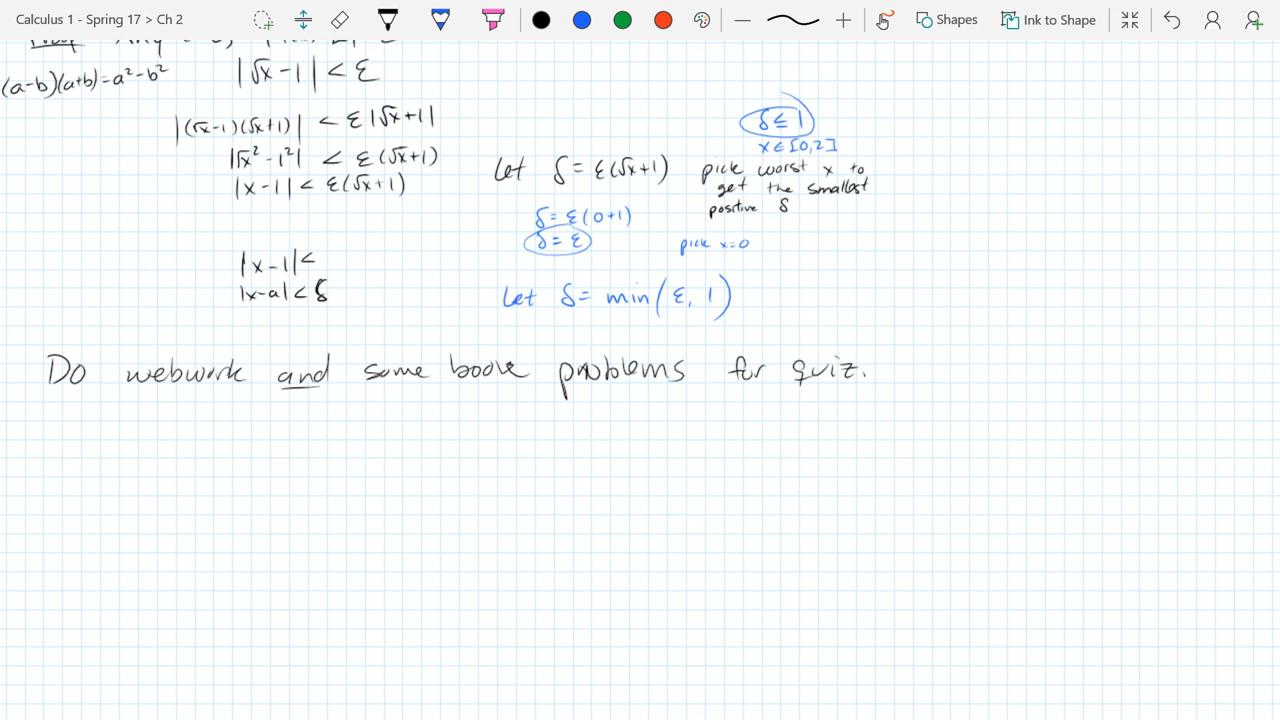 Calculus 1 - Spring 17 > Ch 2
Shapes
Ink to Shape
(a-b)(a+b)=a²-b²
|√x - 1| < ε
|(√x-1)(√x+1)| < ε|√x+1|
|√x² - 1²| < ε(√x+1)
|x-1| < ε(√x+1)
|x-1| <
|x-a| < δ
Let δ = ε(√x+1)
δ = ε(0+1)
δ = ε
δ ≤ 1
x ∈ [0,2]
pick worst x to
get the smallest
positive δ
pick x=0
Let δ = min(ε, 1)
Do webwork and some book problems for quiz.